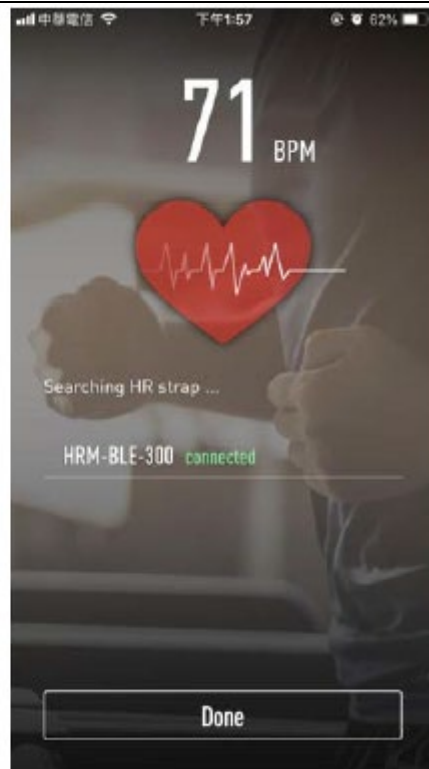 中華電信 下午1:57 62%
71 BPM
Searching HR strap ...
HRM-BLE-300 connected
Done